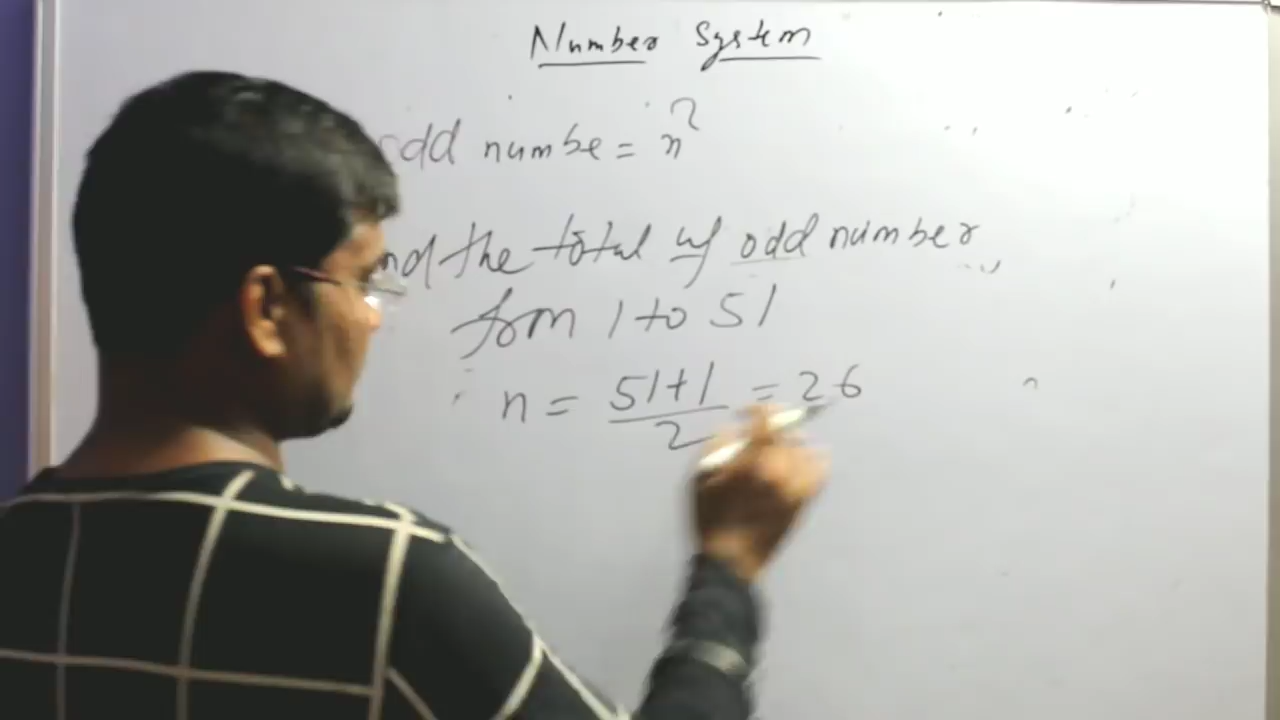 Number System
odd numbe = n²
nd the total of odd number
from 1 to 51
n = 51+1/2 = 26